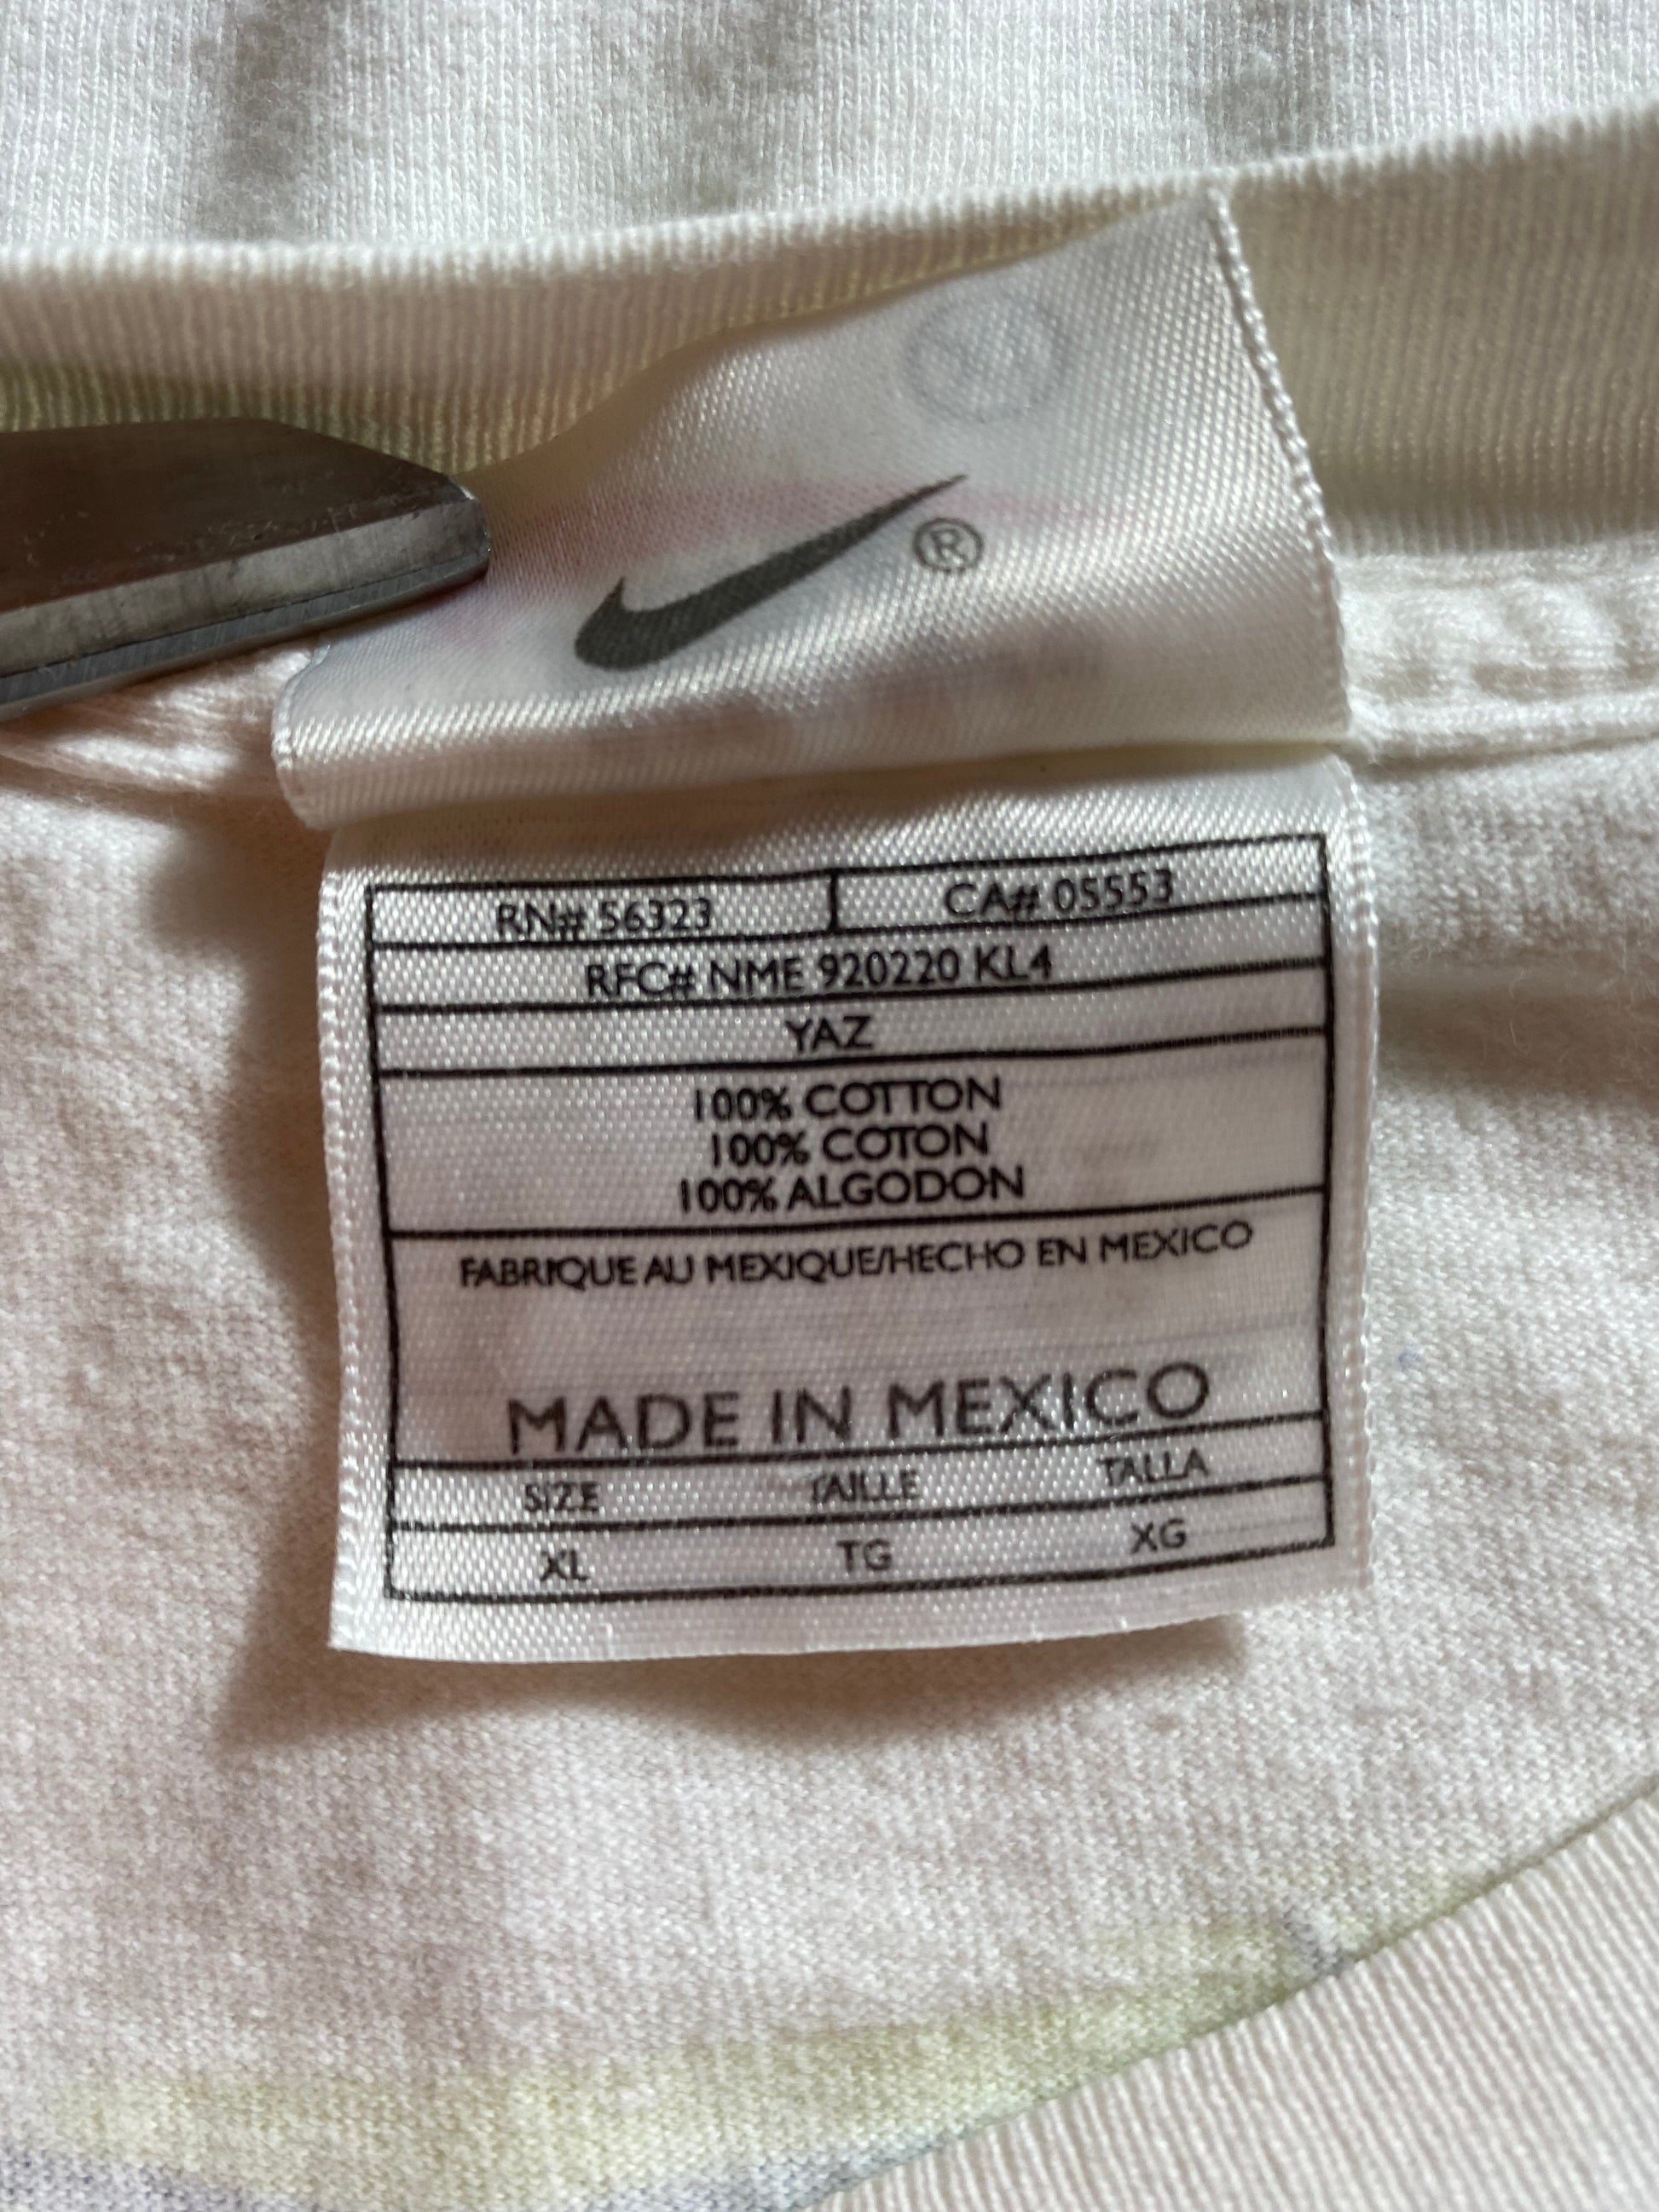 ®
RN# 56323 CA# 05553
RFC# NME 920220 KL4
YAZ
100% COTTON
100% COTON
100% ALGODON
FABRIQUE AU MEXIQUE/HECHO EN MEXICO
MADE IN MEXICO
SIZE TAILLE TALLA
XL TG XG